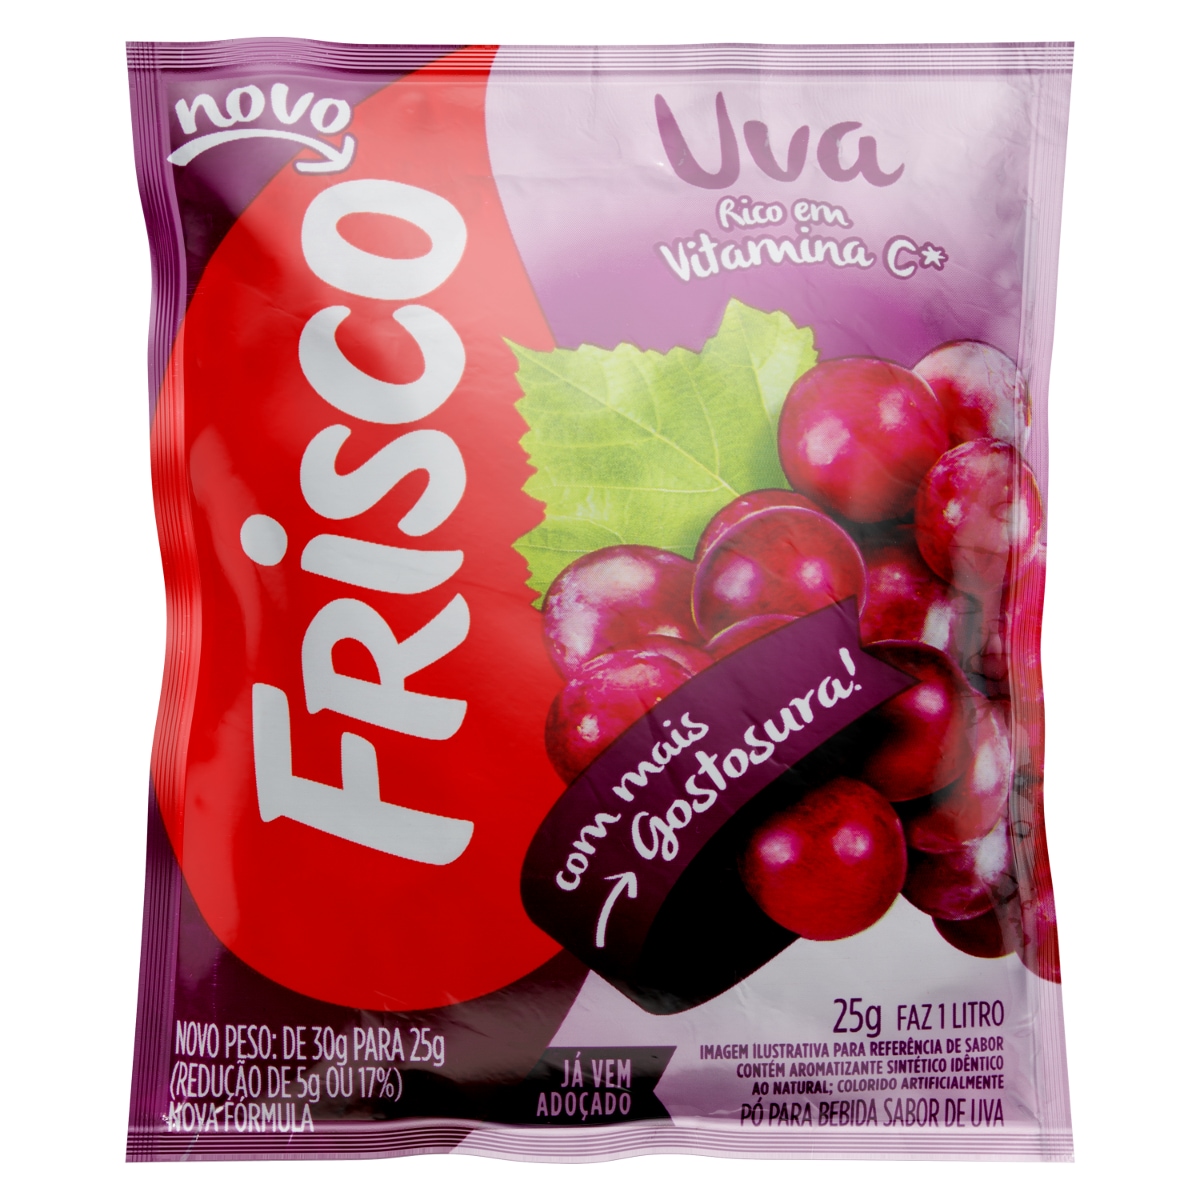 novo
FRISCO
Uva
Rico em
Vitamina C*
com mais
Gostosura!
NOVO PESO: DE 30g PARA 25g
(REDUÇÃO DE 5g OU 17%)
NOVA FÓRMULA
JÁ VEM
ADOÇADO
25g FAZ 1 LITRO
IMAGEM ILUSTRATIVA PARA REFERÊNCIA DE SABOR
CONTÉM AROMATIZANTE SINTÉTICO IDÊNTICO
AO NATURAL; COLORIDO ARTIFICIALMENTE
PÓ PARA BEBIDA SABOR DE UVA